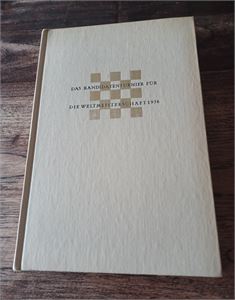 DAS KANDIDATENTURNIER FÜR
DIE WELTMEISTERSCHAFT 1956